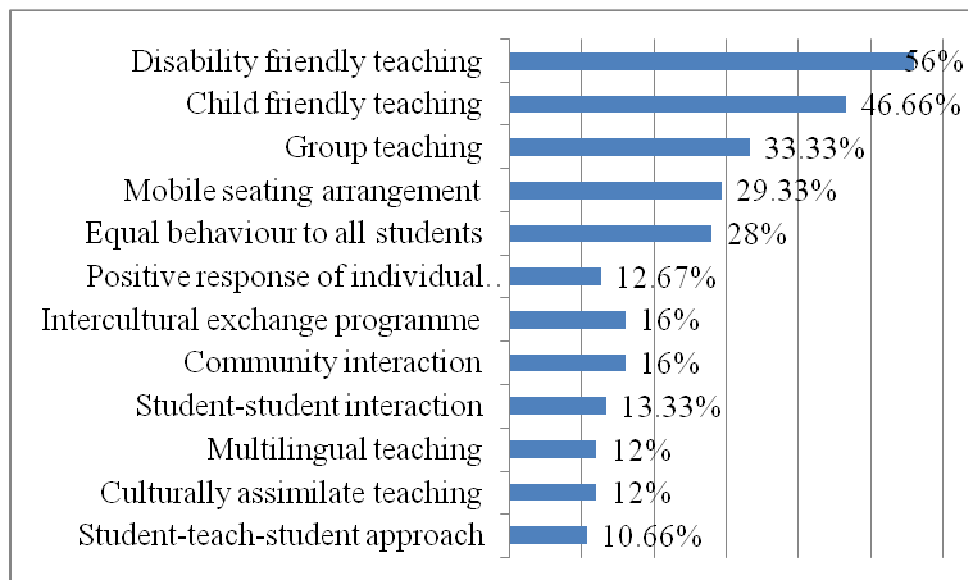 Disability friendly teaching 56%
Child friendly teaching 46.66%
Group teaching 33.33%
Mobile seating arrangement 29.33%
Equal behaviour to all students 28%
Positive response of individual... 12.67%
Intercultural exchange programme 16%
Community interaction 16%
Student-student interaction 13.33%
Multilingual teaching 12%
Culturally assimilate teaching 12%
Student-teach-student approach 10.66%